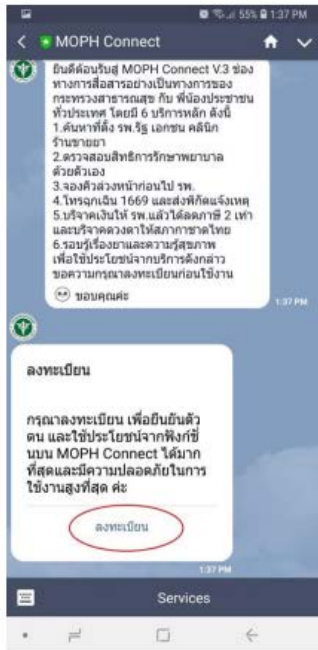 55% 1:37 PM
MOPH Connect
ยินดีต้อนรับสู่ MOPH Connect V.3 ช่อง
ทางการสื่อสารอย่างเป็นทางการของ
กระทรวงสาธารณสุข กับ พี่น้องประชาชน
ทั่วประเทศ โดยมี 6 บริการหลัก ดังนี้
1.ค้นหาที่ตั้ง รพ.รัฐ เอกชน คลินิก
ร้านขายยา
2.ตรวจสอบสิทธิการรักษาพยาบาล
ด้วยตัวเอง
3.จองคิวล่วงหน้าก่อนไป รพ.
4.โทรฉุกเฉิน 1669 และส่งพิกัดแจ้งเหตุ
5.บริจาคเงินให้ รพ.แล้วได้ลดภาษี 2 เท่า
และบริจาคดวงตาให้สภากาชาดไทย
6.รอบรู้เรื่องยาและความรู้สุขภาพ
เพื่อใช้ประโยชน์จากบริการดังกล่าว
ขอความกรุณาลงทะเบียนก่อนใช้งาน
ขอบคุณค่ะ
1:37 PM
ลงทะเบียน
กรุณาลงทะเบียน เพื่อยืนยันตัว
ตน และใช้ประโยชน์จากฟังก์ชั่
นบน MOPH Connect ได้มาก
ที่สุดและมีความปลอดภัยในการ
ใช้งานสูงที่สุด ค่ะ
ลงทะเบียน
1:37 PM
Services